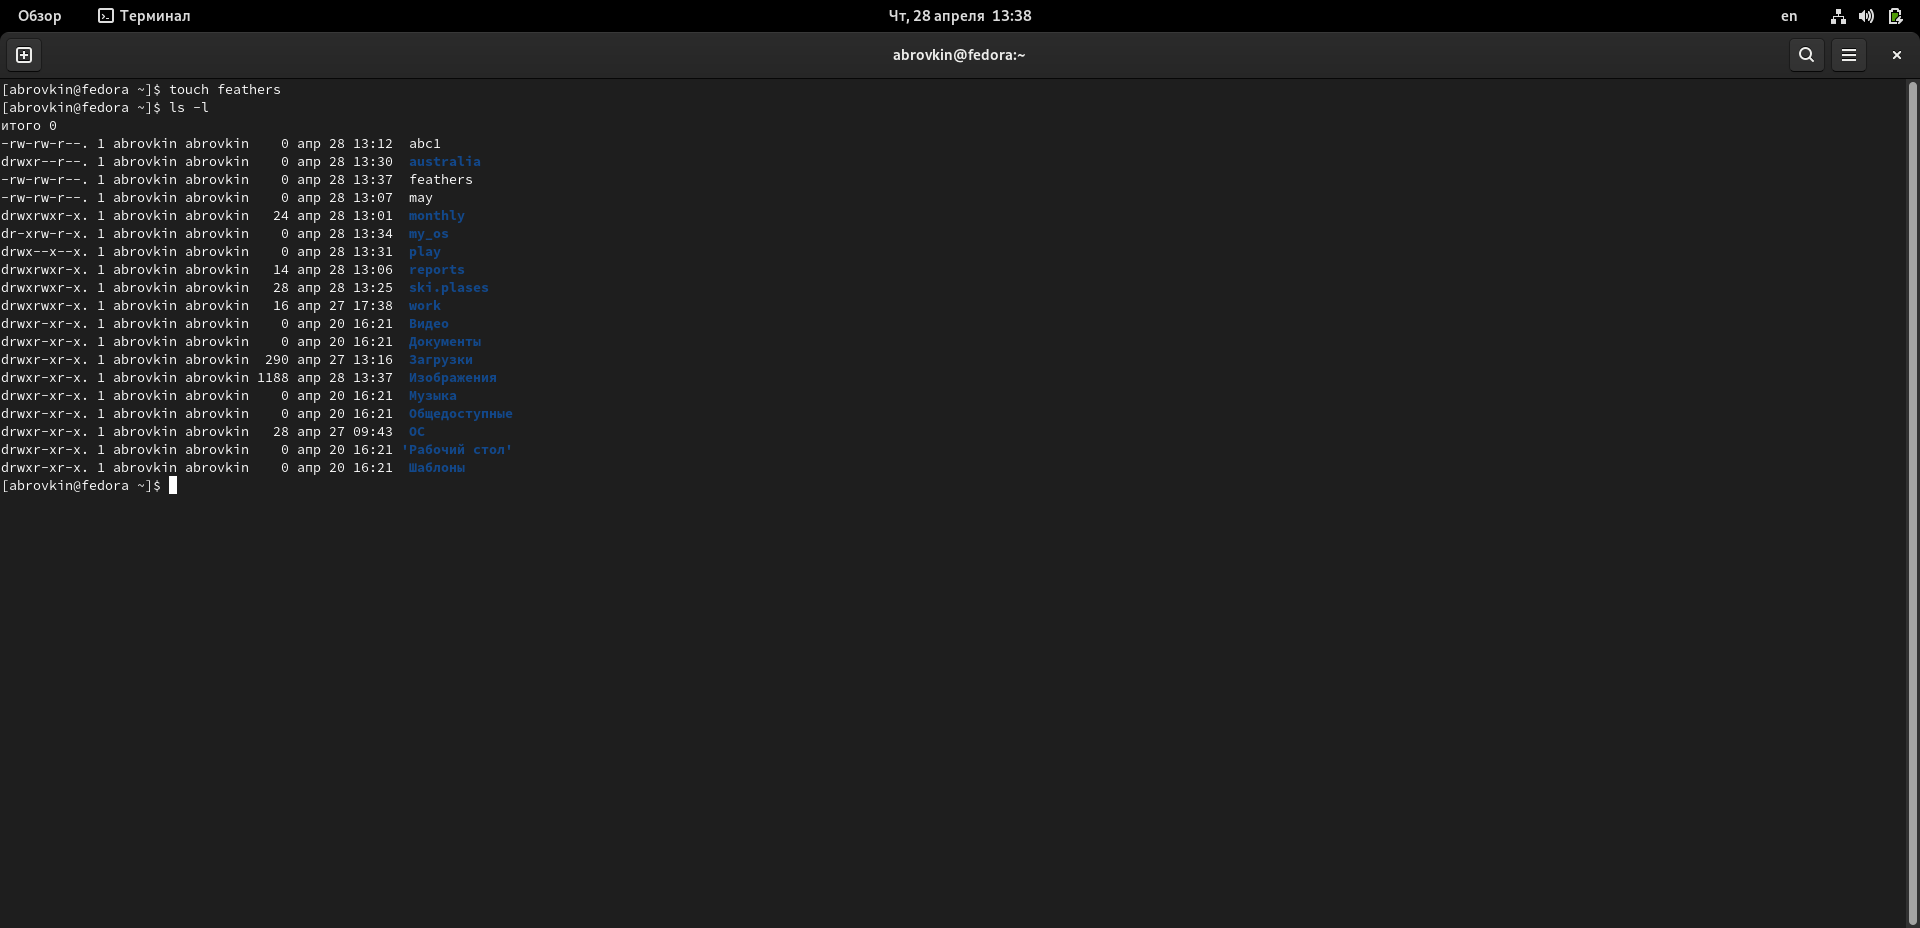 Обзор Терминал Чт, 28 апреля 13:38 en
abrovkin@fedora:~
[abrovkin@fedora ~]$ touch feathers
[abrovkin@fedora ~]$ ls -l
итого 0
-rw-rw-r--. 1 abrovkin abrovkin    0 апр 28 13:12  abc1
drwxr--r--. 1 abrovkin abrovkin    0 апр 28 13:30  australia
-rw-rw-r--. 1 abrovkin abrovkin    0 апр 28 13:37  feathers
-rw-rw-r--. 1 abrovkin abrovkin    0 апр 28 13:07  may
drwxrwxr-x. 1 abrovkin abrovkin   24 апр 28 13:01  monthly
dr-xrw-r-x. 1 abrovkin abrovkin    0 апр 28 13:34  my_os
drwx--x--x. 1 abrovkin abrovkin    0 апр 28 13:31  play
drwxrwxr-x. 1 abrovkin abrovkin   14 апр 28 13:06  reports
drwxrwxr-x. 1 abrovkin abrovkin   28 апр 28 13:25  ski.plases
drwxrwxr-x. 1 abrovkin abrovkin   16 апр 27 17:38  work
drwxr-xr-x. 1 abrovkin abrovkin    0 апр 20 16:21  Видео
drwxr-xr-x. 1 abrovkin abrovkin    0 апр 20 16:21  Документы
drwxr-xr-x. 1 abrovkin abrovkin  290 апр 27 13:16  Загрузки
drwxr-xr-x. 1 abrovkin abrovkin 1188 апр 28 13:37  Изображения
drwxr-xr-x. 1 abrovkin abrovkin    0 апр 20 16:21  Музыка
drwxr-xr-x. 1 abrovkin abrovkin    0 апр 20 16:21  Общедоступные
drwxr-xr-x. 1 abrovkin abrovkin   28 апр 27 09:43  ОС
drwxr-xr-x. 1 abrovkin abrovkin    0 апр 20 16:21 'Рабочий стол'
drwxr-xr-x. 1 abrovkin abrovkin    0 апр 20 16:21  Шаблоны
[abrovkin@fedora ~]$